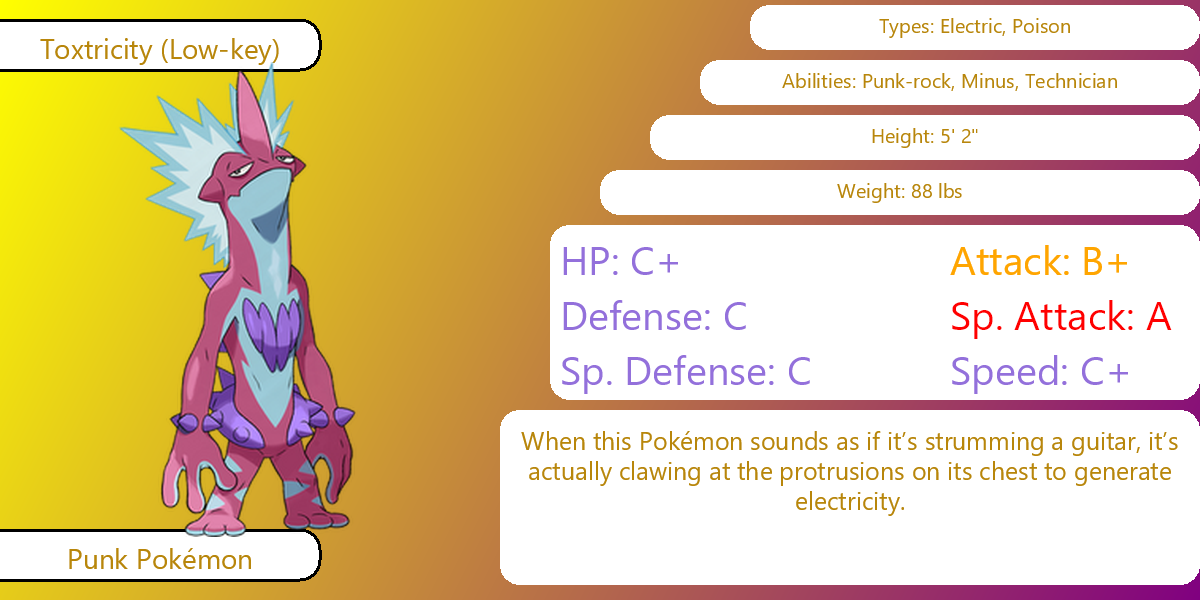 Toxtricity (Low-key)
Types: Electric, Poison
Abilities: Punk-rock, Minus, Technician
Height: 5' 2"
Weight: 88 lbs
HP: C+
Attack: B+
Defense: C
Sp. Attack: A
Sp. Defense: C
Speed: C+
When this Pokémon sounds as if it’s strumming a guitar, it’s
actually clawing at the protrusions on its chest to generate
electricity.
Punk Pokémon